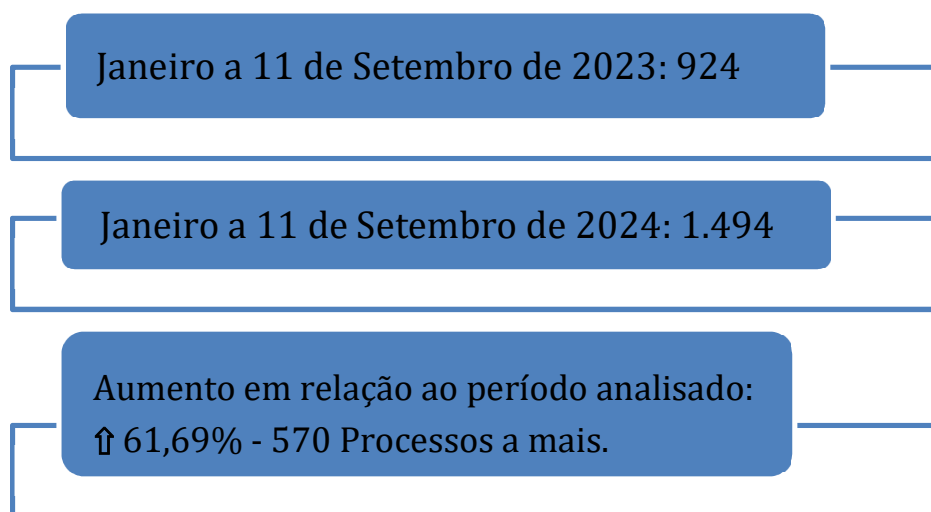 Janeiro a 11 de Setembro de 2023: 924
Janeiro a 11 de Setembro de 2024: 1.494
Aumento em relação ao período analisado:
⇧ 61,69% - 570 Processos a mais.